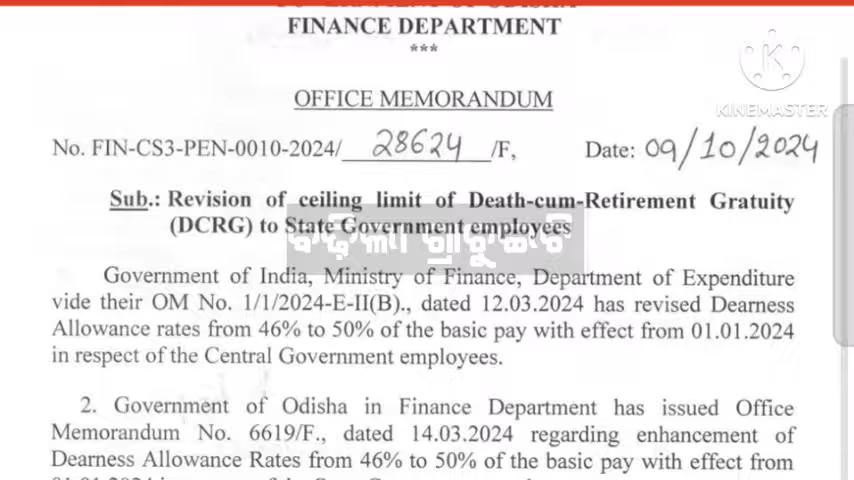 GOVERNMENT OF ODISHA
FINANCE DEPARTMENT
***
KINEMASTER
OFFICE MEMORANDUM
No. FIN-CS3-PEN-0010-2024/ 28624 /F, Date: 09/10/2024
Sub.: Revision of ceiling limit of Death-cum-Retirement Gratuity
(DCRG) to State Government employees
ବଢ଼ିଲା ଗ୍ରାଚୁଇଟି
Government of India, Ministry of Finance, Department of Expenditure
vide their OM No. 1/1/2024-E-II(B)., dated 12.03.2024 has revised Dearness
Allowance rates from 46% to 50% of the basic pay with effect from 01.01.2024
in respect of the Central Government employees.
2. Government of Odisha in Finance Department has issued Office
Memorandum No. 6619/F., dated 14.03.2024 regarding enhancement of
Dearness Allowance Rates from 46% to 50% of the basic pay with effect from